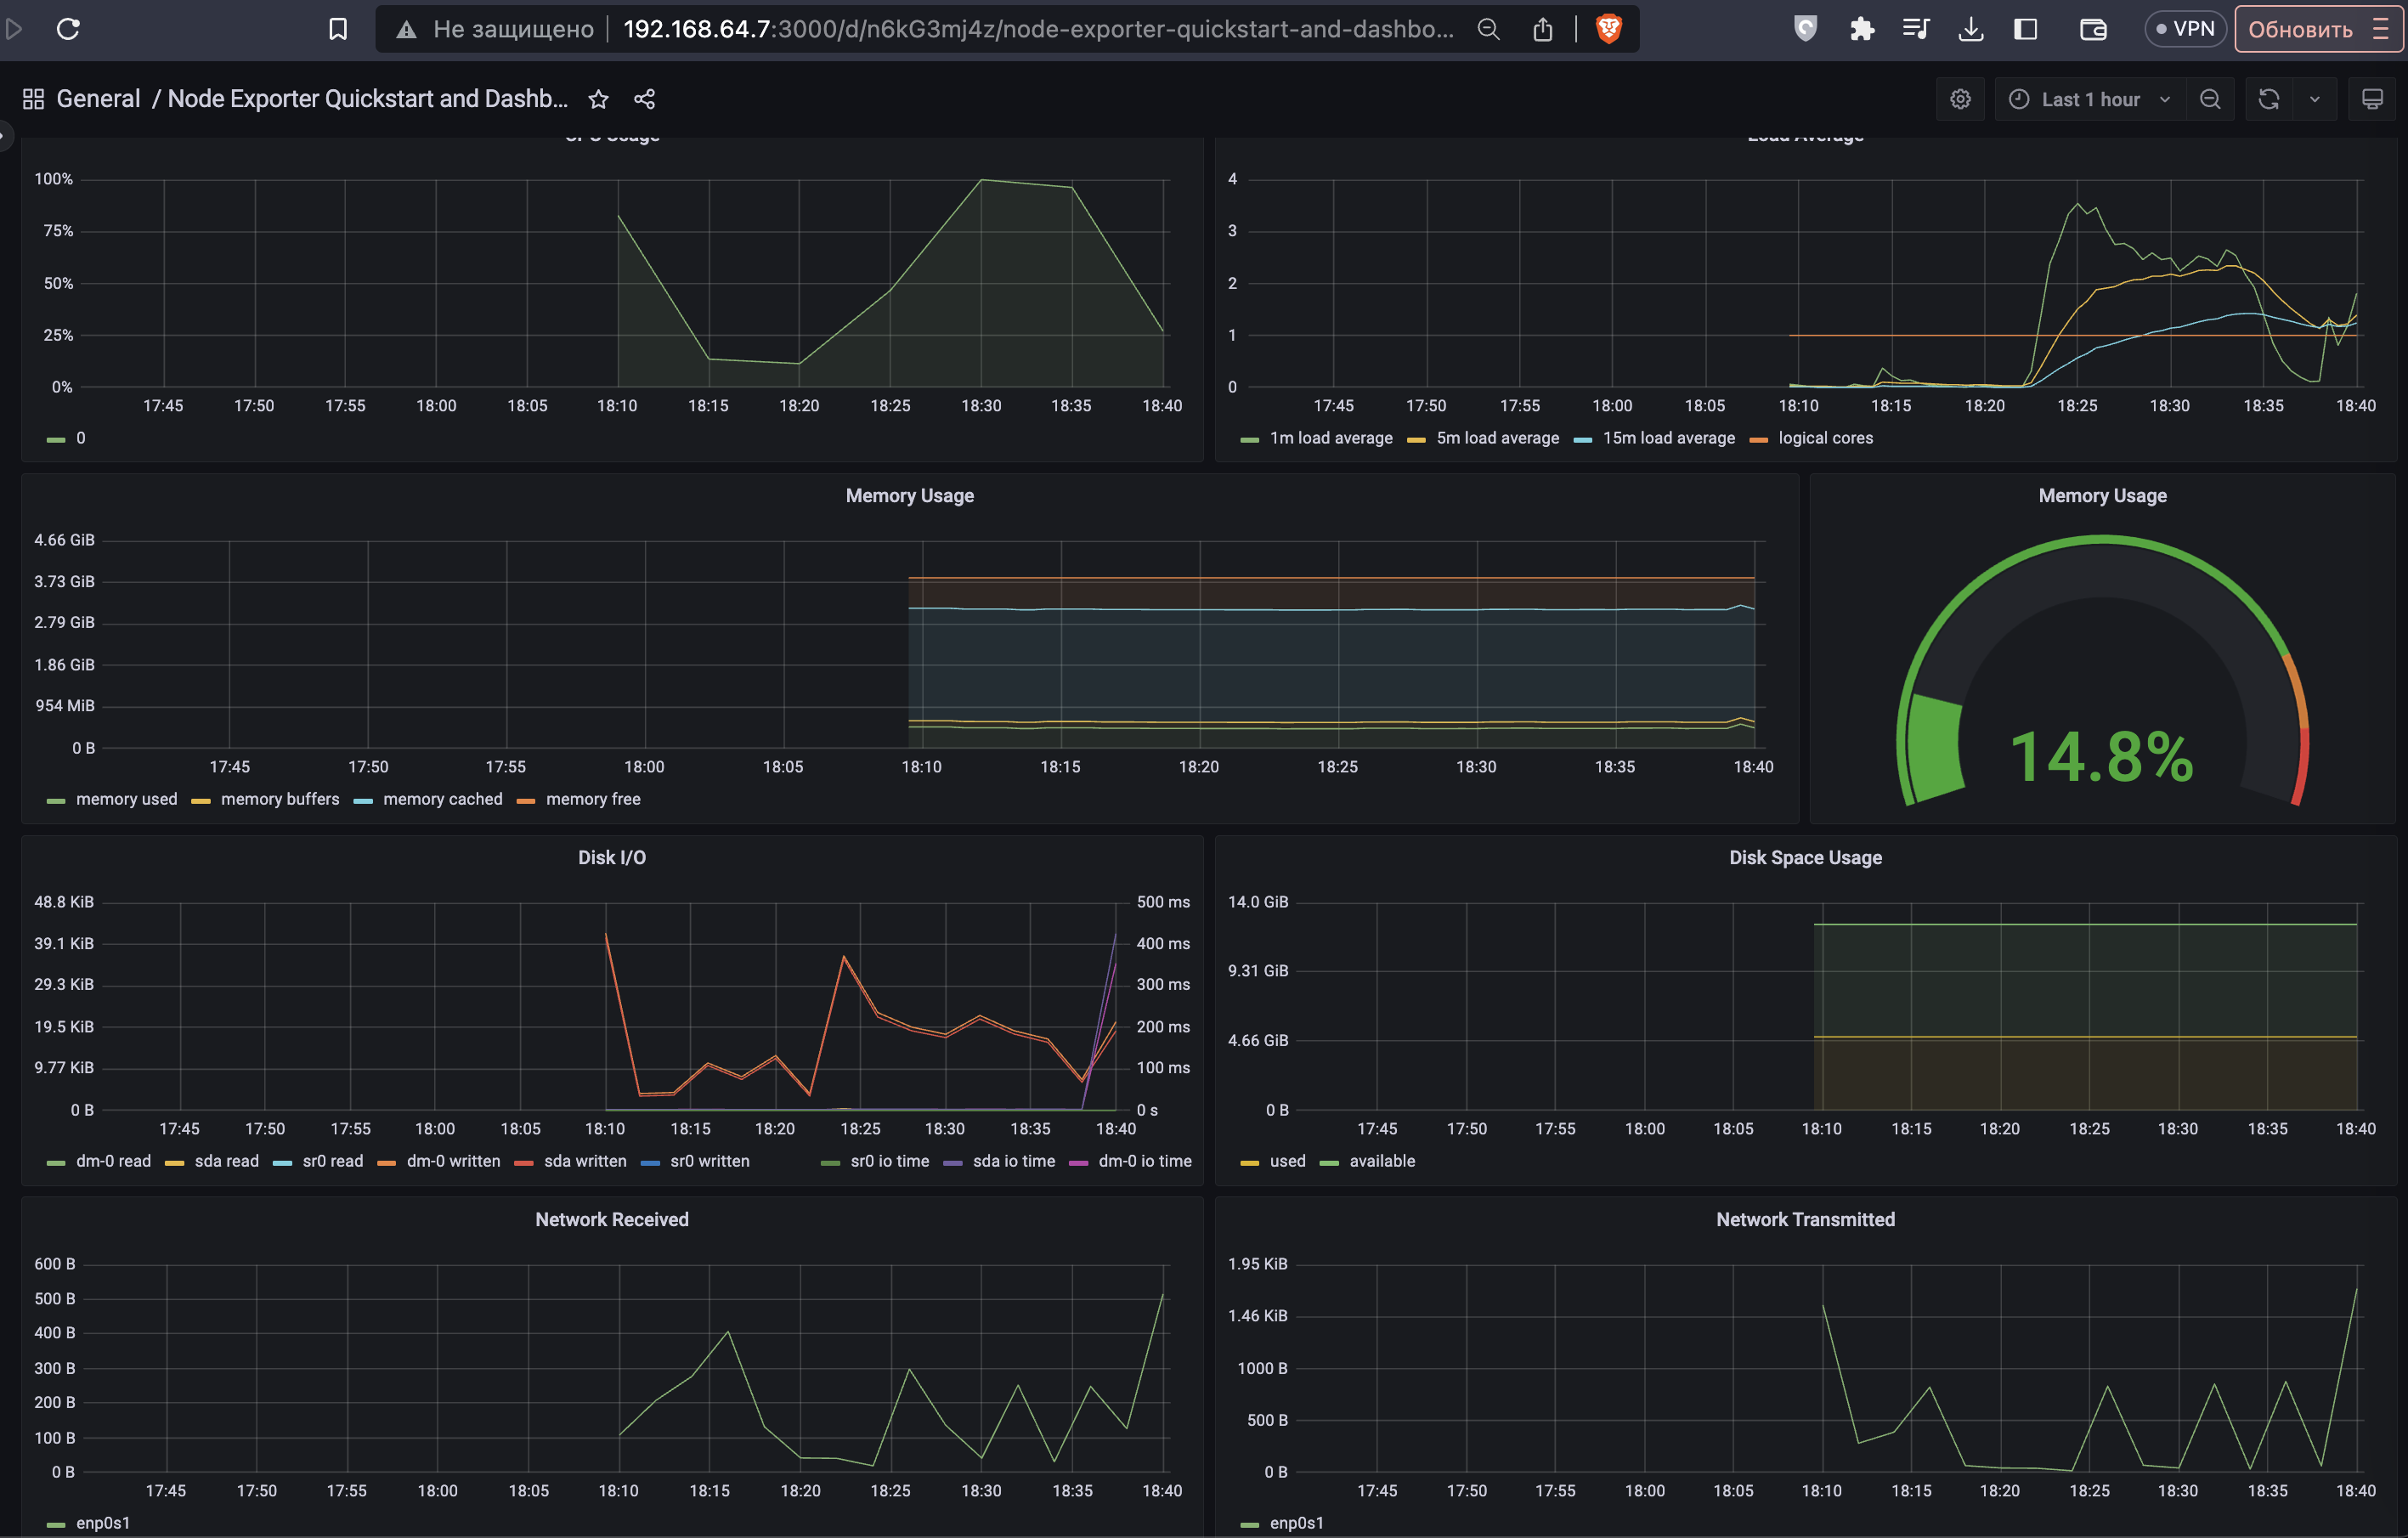 Не защищено 192.168.64.7:3000/d/n6kG3mj4z/node-exporter-quickstart-and-dashbo... VPN Обновить
General / Node Exporter Quickstart and Dashb... Last 1 hour
CPU Usage
100%
75%
50%
25%
0%
17:45 17:50 17:55 18:00 18:05 18:10 18:15 18:20 18:25 18:30 18:35 18:40
0
Load Average
4
3
2
1
0
17:45 17:50 17:55 18:00 18:05 18:10 18:15 18:20 18:25 18:30 18:35 18:40
1m load average 5m load average 15m load average logical cores
Memory Usage
4.66 GiB
3.73 GiB
2.79 GiB
1.86 GiB
954 MiB
0 B
17:45 17:50 17:55 18:00 18:05 18:10 18:15 18:20 18:25 18:30 18:35 18:40
memory used memory buffers memory cached memory free
Memory Usage
14.8%
Disk I/O
48.8 KiB 500 ms
39.1 KiB 400 ms
29.3 KiB 300 ms
19.5 KiB 200 ms
9.77 KiB 100 ms
0 B 0 s
17:45 17:50 17:55 18:00 18:05 18:10 18:15 18:20 18:25 18:30 18:35 18:40
dm-0 read sda read sr0 read dm-0 written sda written sr0 written sr0 io time sda io time dm-0 io time
Disk Space Usage
14.0 GiB
9.31 GiB
4.66 GiB
0 B
17:45 17:50 17:55 18:00 18:05 18:10 18:15 18:20 18:25 18:30 18:35 18:40
used available
Network Received
600 B
500 B
400 B
300 B
200 B
100 B
0 B
17:45 17:50 17:55 18:00 18:05 18:10 18:15 18:20 18:25 18:30 18:35 18:40
enp0s1
Network Transmitted
1.95 KiB
1.46 KiB
1000 B
500 B
0 B
17:45 17:50 17:55 18:00 18:05 18:10 18:15 18:20 18:25 18:30 18:35 18:40
enp0s1